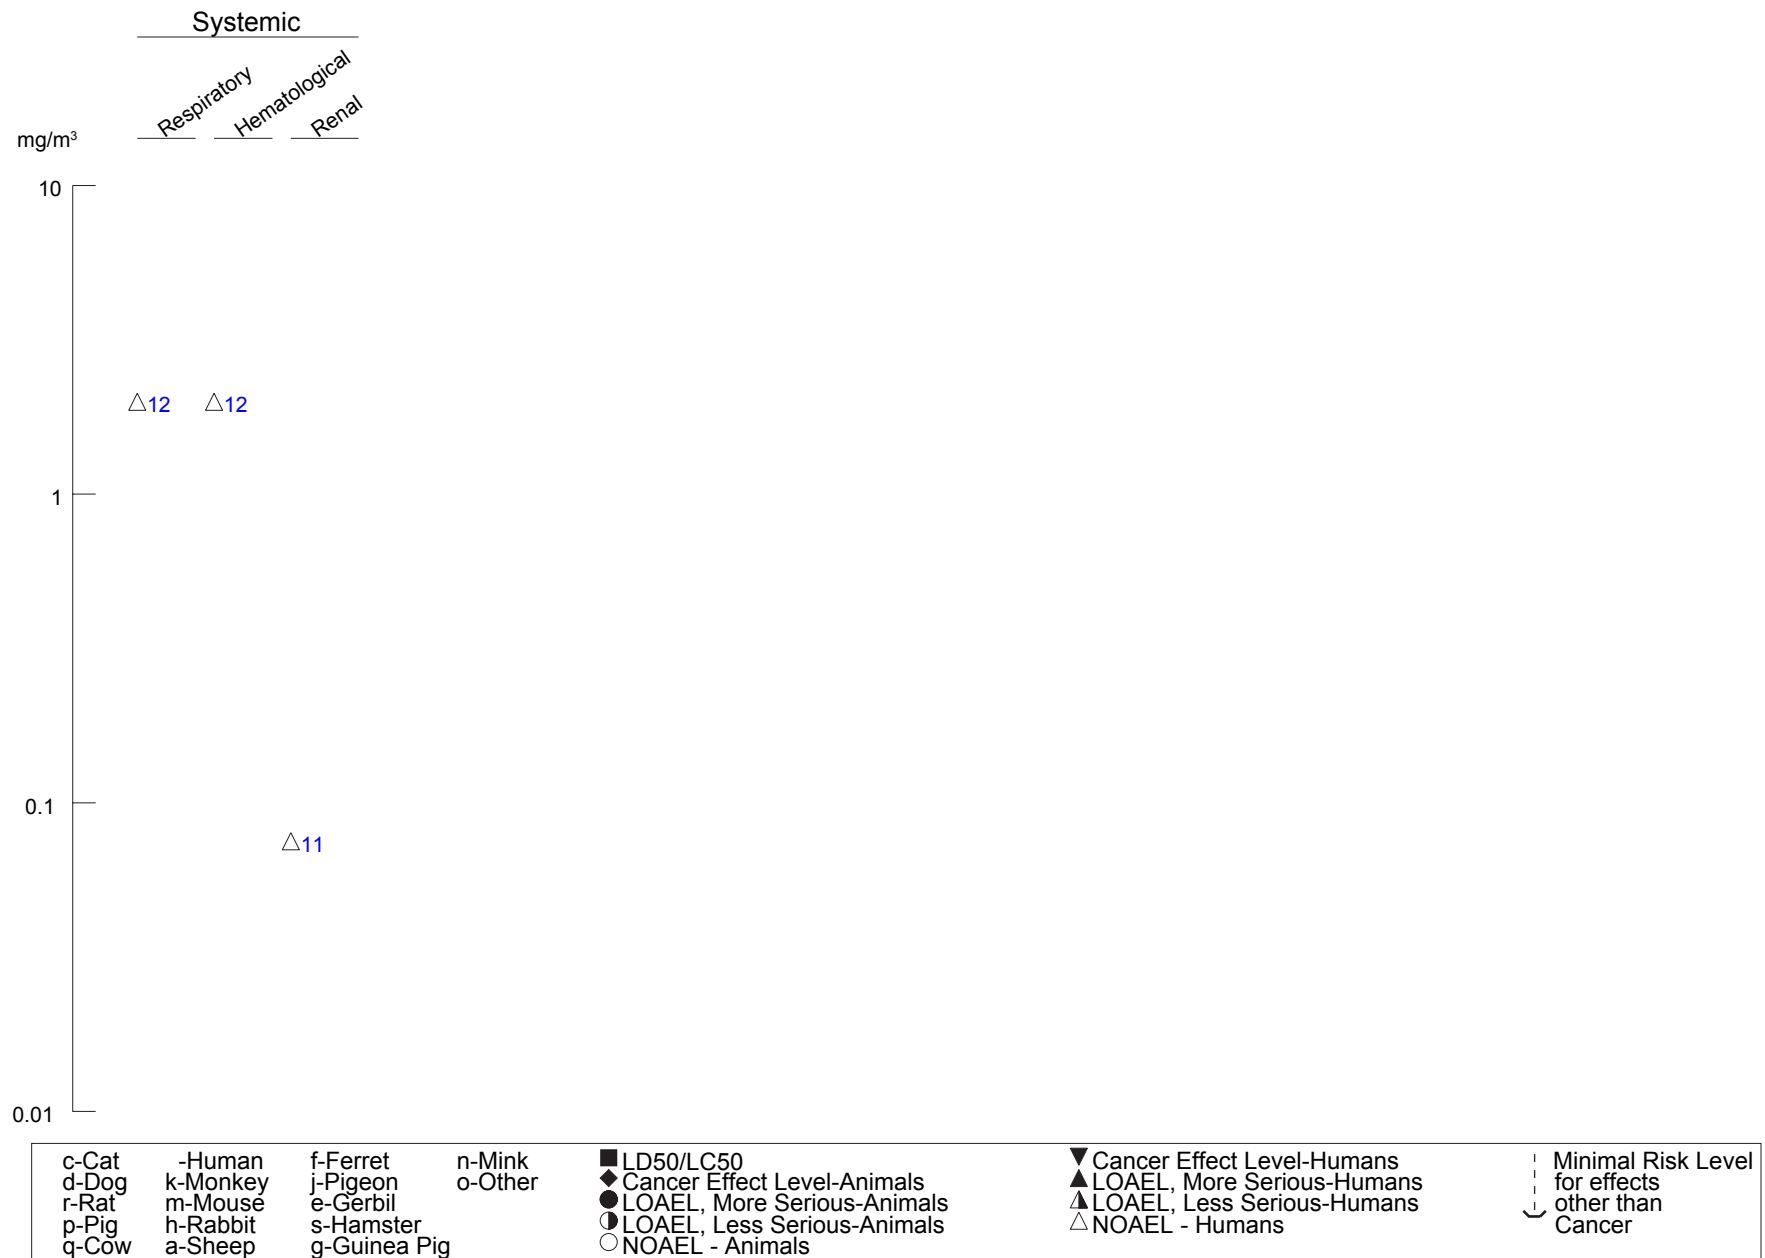 Systemic
Respiratory
Hematological
Renal
mg/m³
10
12 12
1
0.1
11
0.01
c-Cat -Human f-Ferret n-Mink LD50/LC50 Cancer Effect Level-Humans Minimal Risk Level
d-Dog k-Monkey j-Pigeon o-Other Cancer Effect Level-Animals LOAEL, More Serious-Humans for effects
r-Rat m-Mouse e-Gerbil LOAEL, More Serious-Animals LOAEL, Less Serious-Humans other than
p-Pig h-Rabbit s-Hamster LOAEL, Less Serious-Animals NOAEL - Humans Cancer
q-Cow a-Sheep g-Guinea Pig NOAEL - Animals